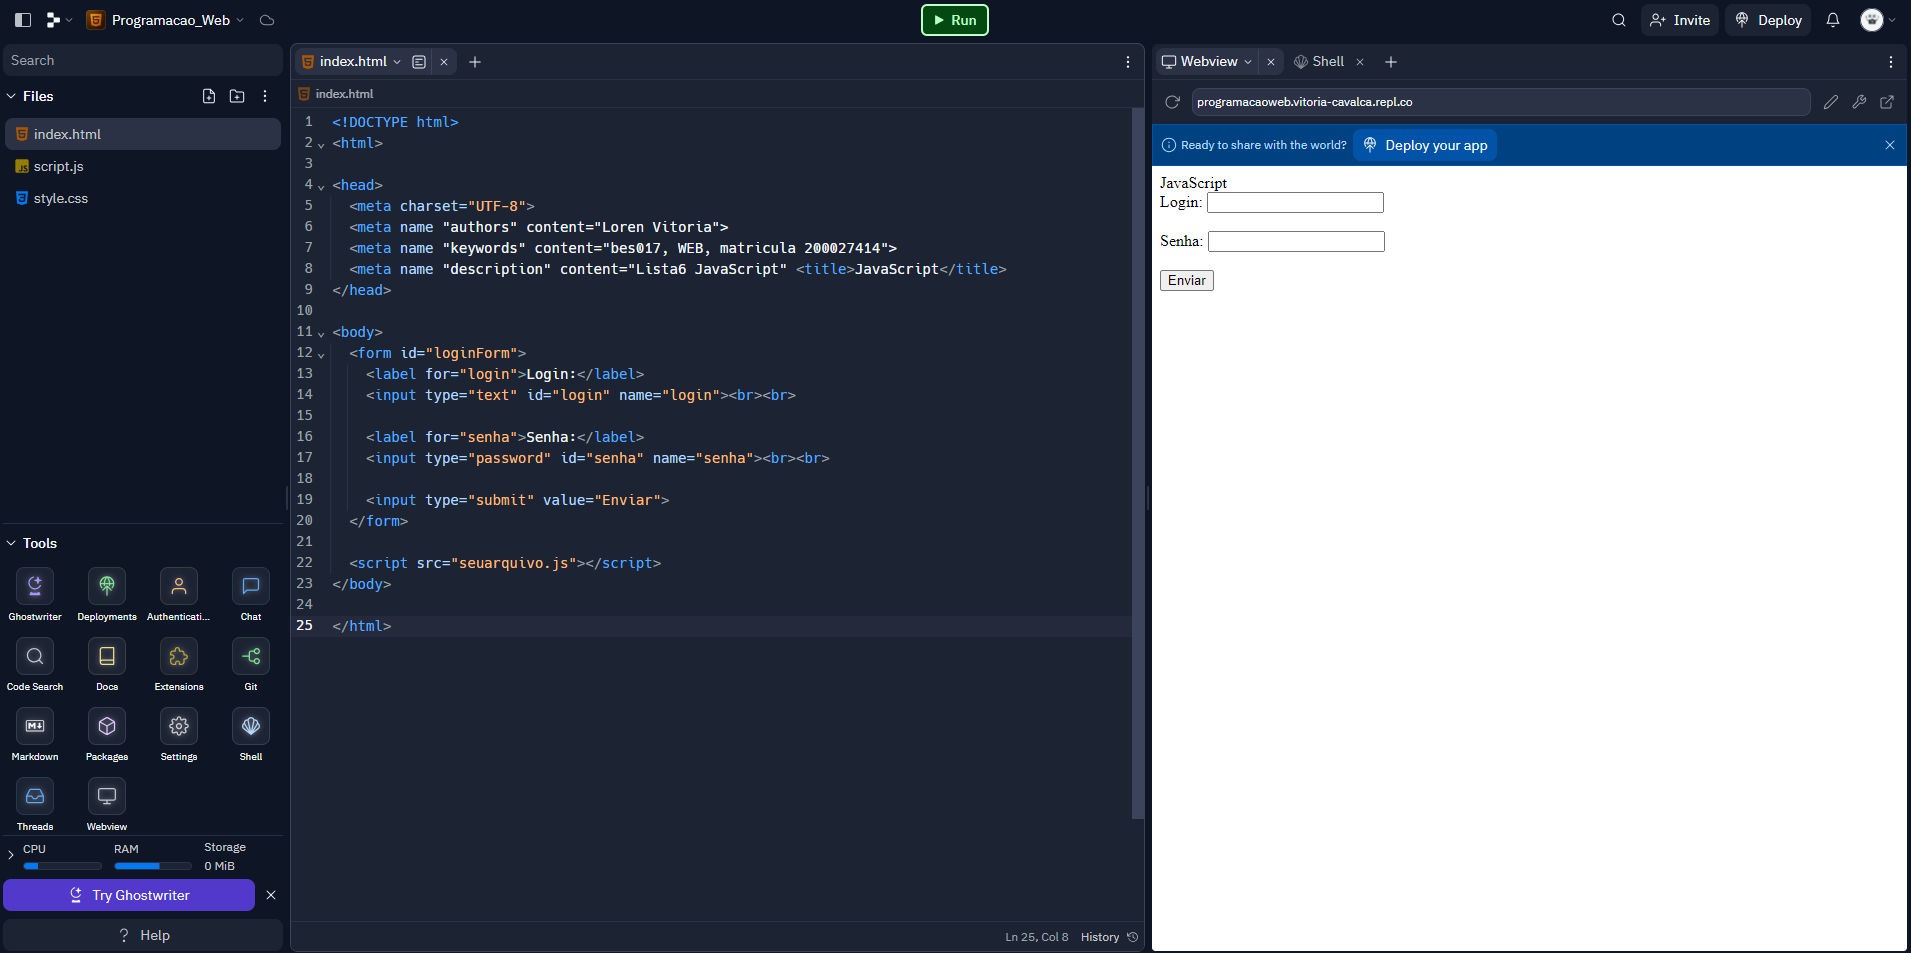 Programacao_Web
Run
Invite
Deploy
Search
Files
index.html
script.js
style.css
Tools
Ghostwriter
Deployments
Authenticati...
Chat
Code Search
Docs
Extensions
Git
Markdown
Packages
Settings
Shell
Threads
Webview
CPU
RAM
Storage
0 MiB
Try Ghostwriter
? Help
index.html
index.html
1 <!DOCTYPE html>
2 <html>
3
4 <head>
5 <meta charset="UTF-8">
6 <meta name "authors" content="Loren Vitoria">
7 <meta name "keywords" content="bes017, WEB, matricula 200027414">
8 <meta name "description" content="Lista6 JavaScript" <title>JavaScript</title>
9 </head>
10
11 <body>
12 <form id="loginForm">
13 <label for="login">Login:</label>
14 <input type="text" id="login" name="login"><br><br>
15
16 <label for="senha">Senha:</label>
17 <input type="password" id="senha" name="senha"><br><br>
18
19 <input type="submit" value="Enviar">
20 </form>
21
22 <script src="seuarquivo.js"></script>
23 </body>
24
25 </html>
Ln 25, Col 8 History
Webview
Shell
programacaoweb.vitoria-cavalca.repl.co
Ready to share with the world?
Deploy your app
JavaScript
Login:
Senha:
Enviar